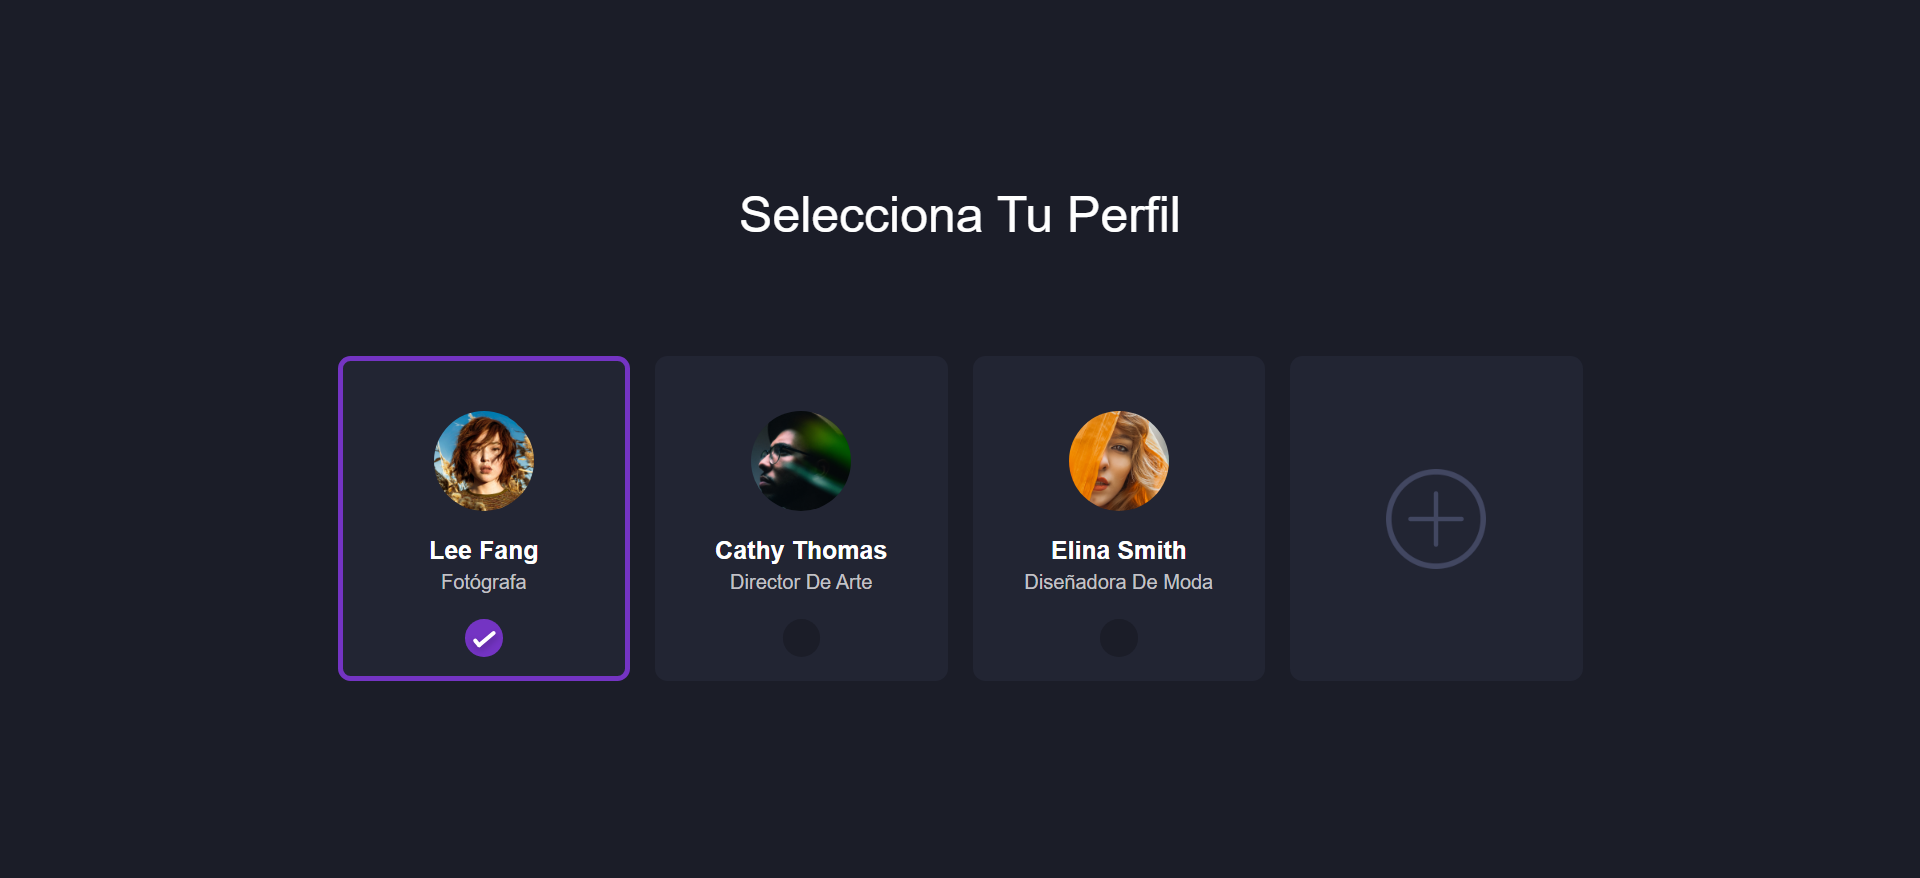 Selecciona Tu Perfil
Lee Fang
Fotógrafa
Cathy Thomas
Director De Arte
Elina Smith
Diseñadora De Moda